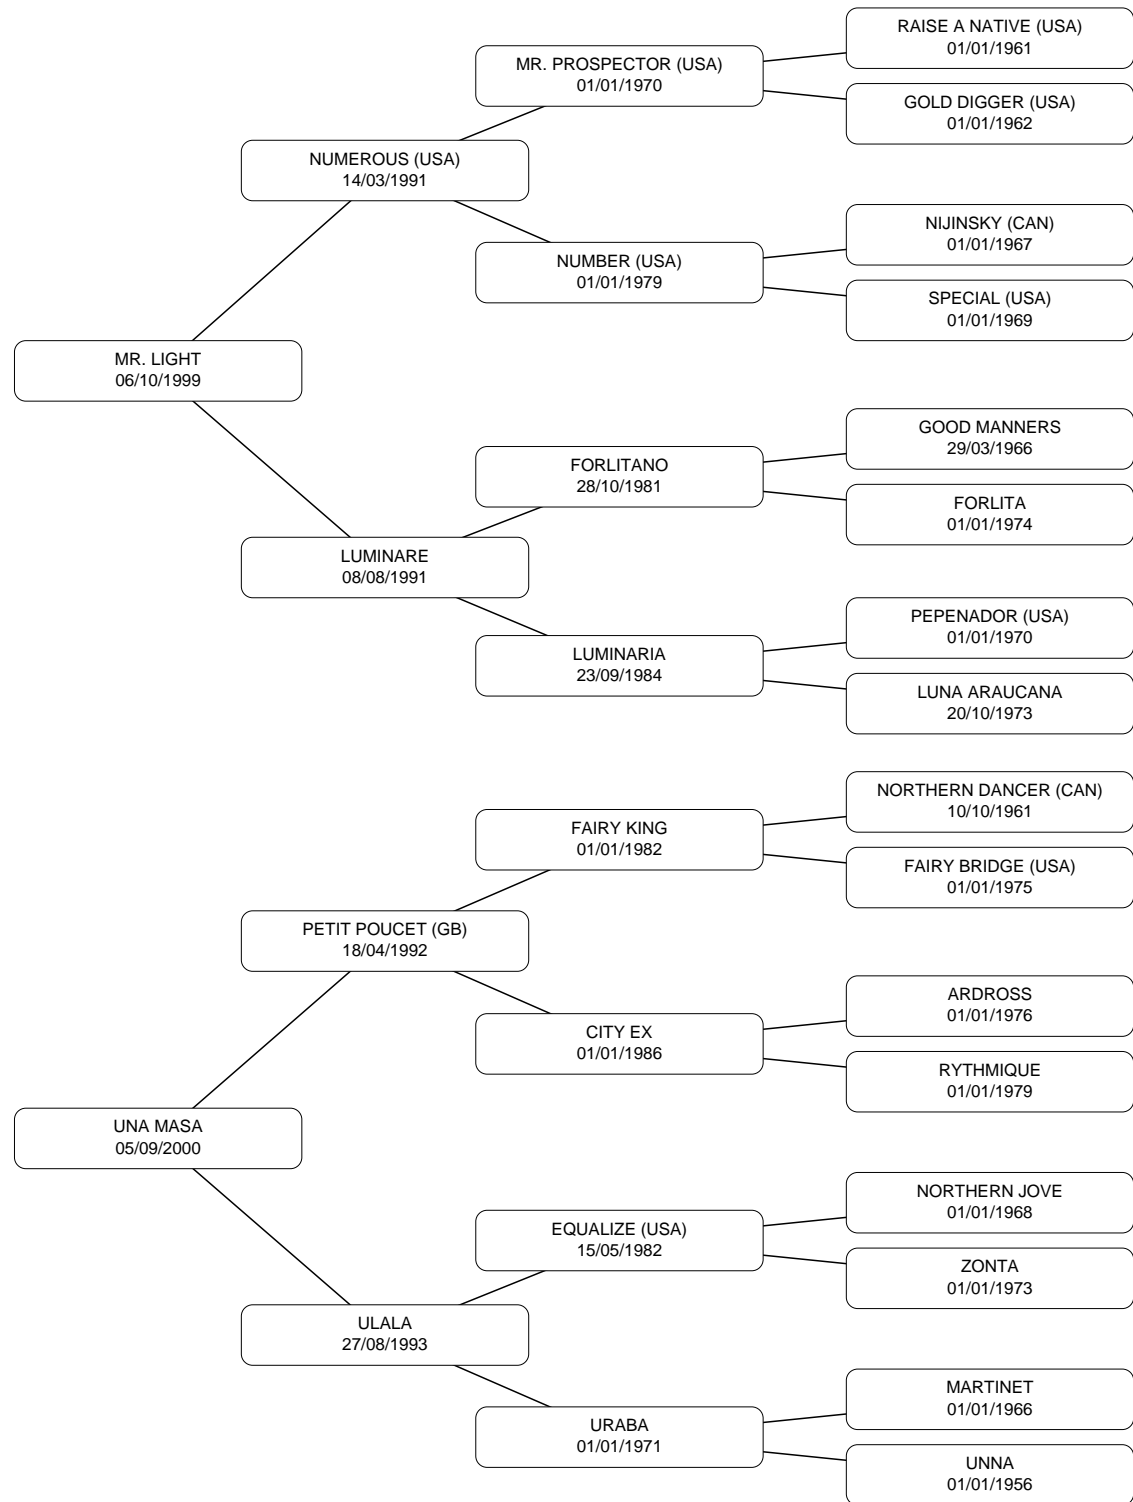 RAISE A NATIVE (USA)
01/01/1961
MR. PROSPECTOR (USA)
01/01/1970
GOLD DIGGER (USA)
01/01/1962
NUMEROUS (USA)
14/03/1991
NIJINSKY (CAN)
01/01/1967
NUMBER (USA)
01/01/1979
SPECIAL (USA)
01/01/1969
MR. LIGHT
06/10/1999
GOOD MANNERS
29/03/1966
FORLITANO
28/10/1981
FORLITA
01/01/1974
LUMINARE
08/08/1991
PEPENADOR (USA)
01/01/1970
LUMINARIA
23/09/1984
LUNA ARAUCANA
20/10/1973
NORTHERN DANCER (CAN)
10/10/1961
FAIRY KING
01/01/1982
FAIRY BRIDGE (USA)
01/01/1975
PETIT POUCET (GB)
18/04/1992
ARDROSS
01/01/1976
CITY EX
01/01/1986
RYTHMIQUE
01/01/1979
UNA MASA
05/09/2000
NORTHERN JOVE
01/01/1968
EQUALIZE (USA)
15/05/1982
ZONTA
01/01/1973
ULALA
27/08/1993
MARTINET
01/01/1966
URABA
01/01/1971
UNNA
01/01/1956